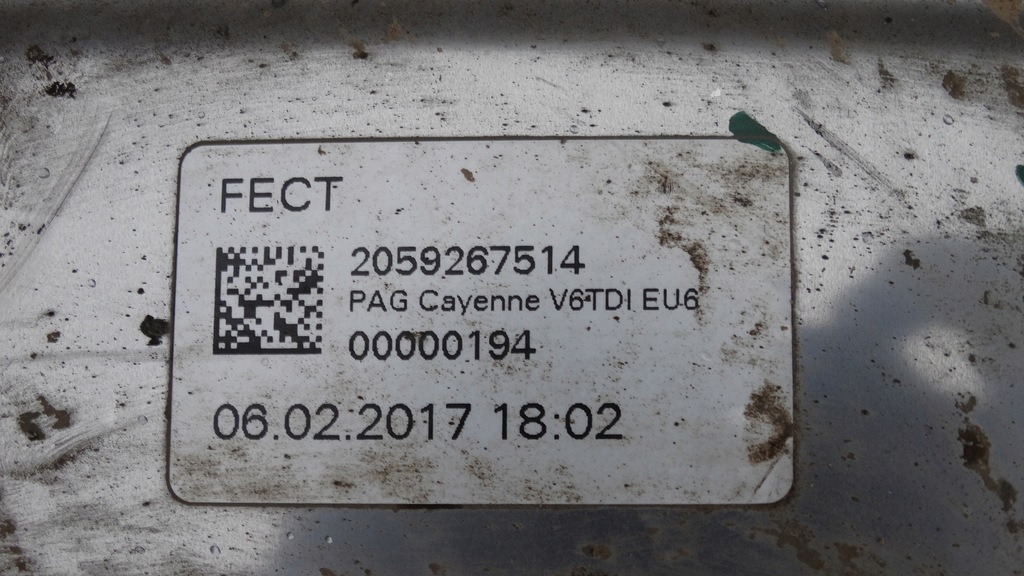 FECT
2059267514
PAG Cayenne V6TDI EU6
00000194
06.02.2017 18:02